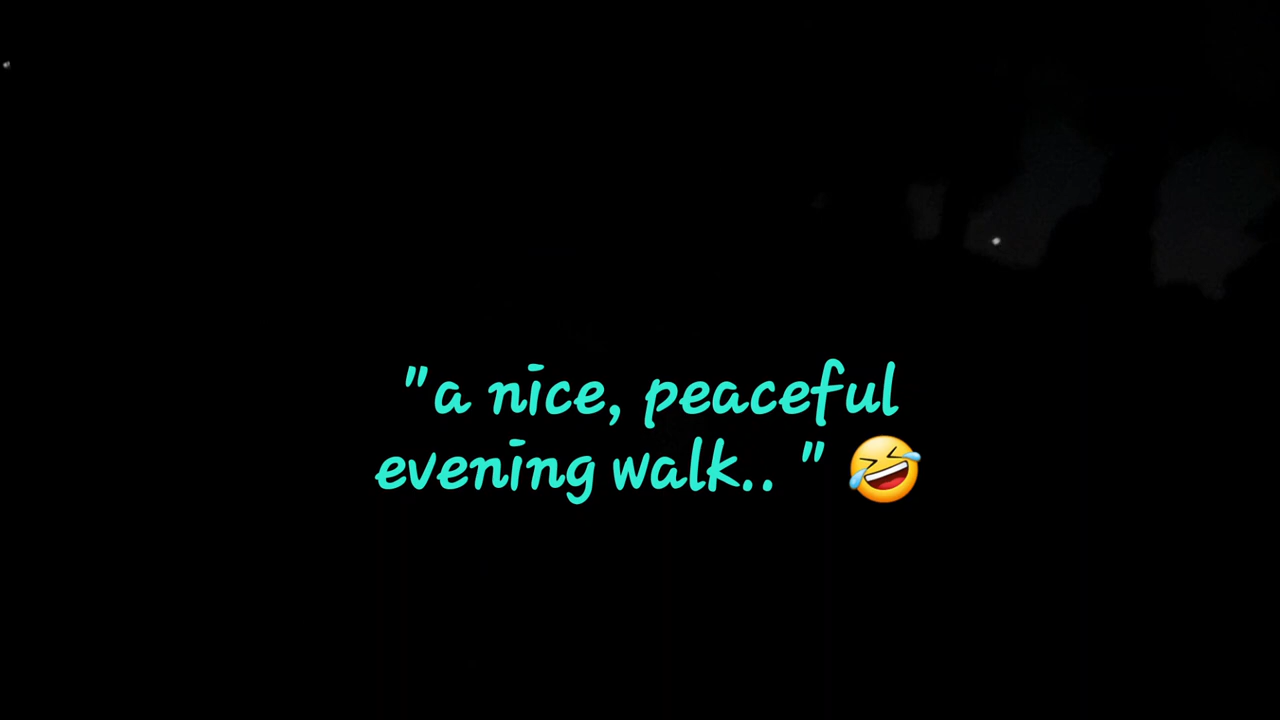 "a nice, peaceful
evening walk.. " 🤣